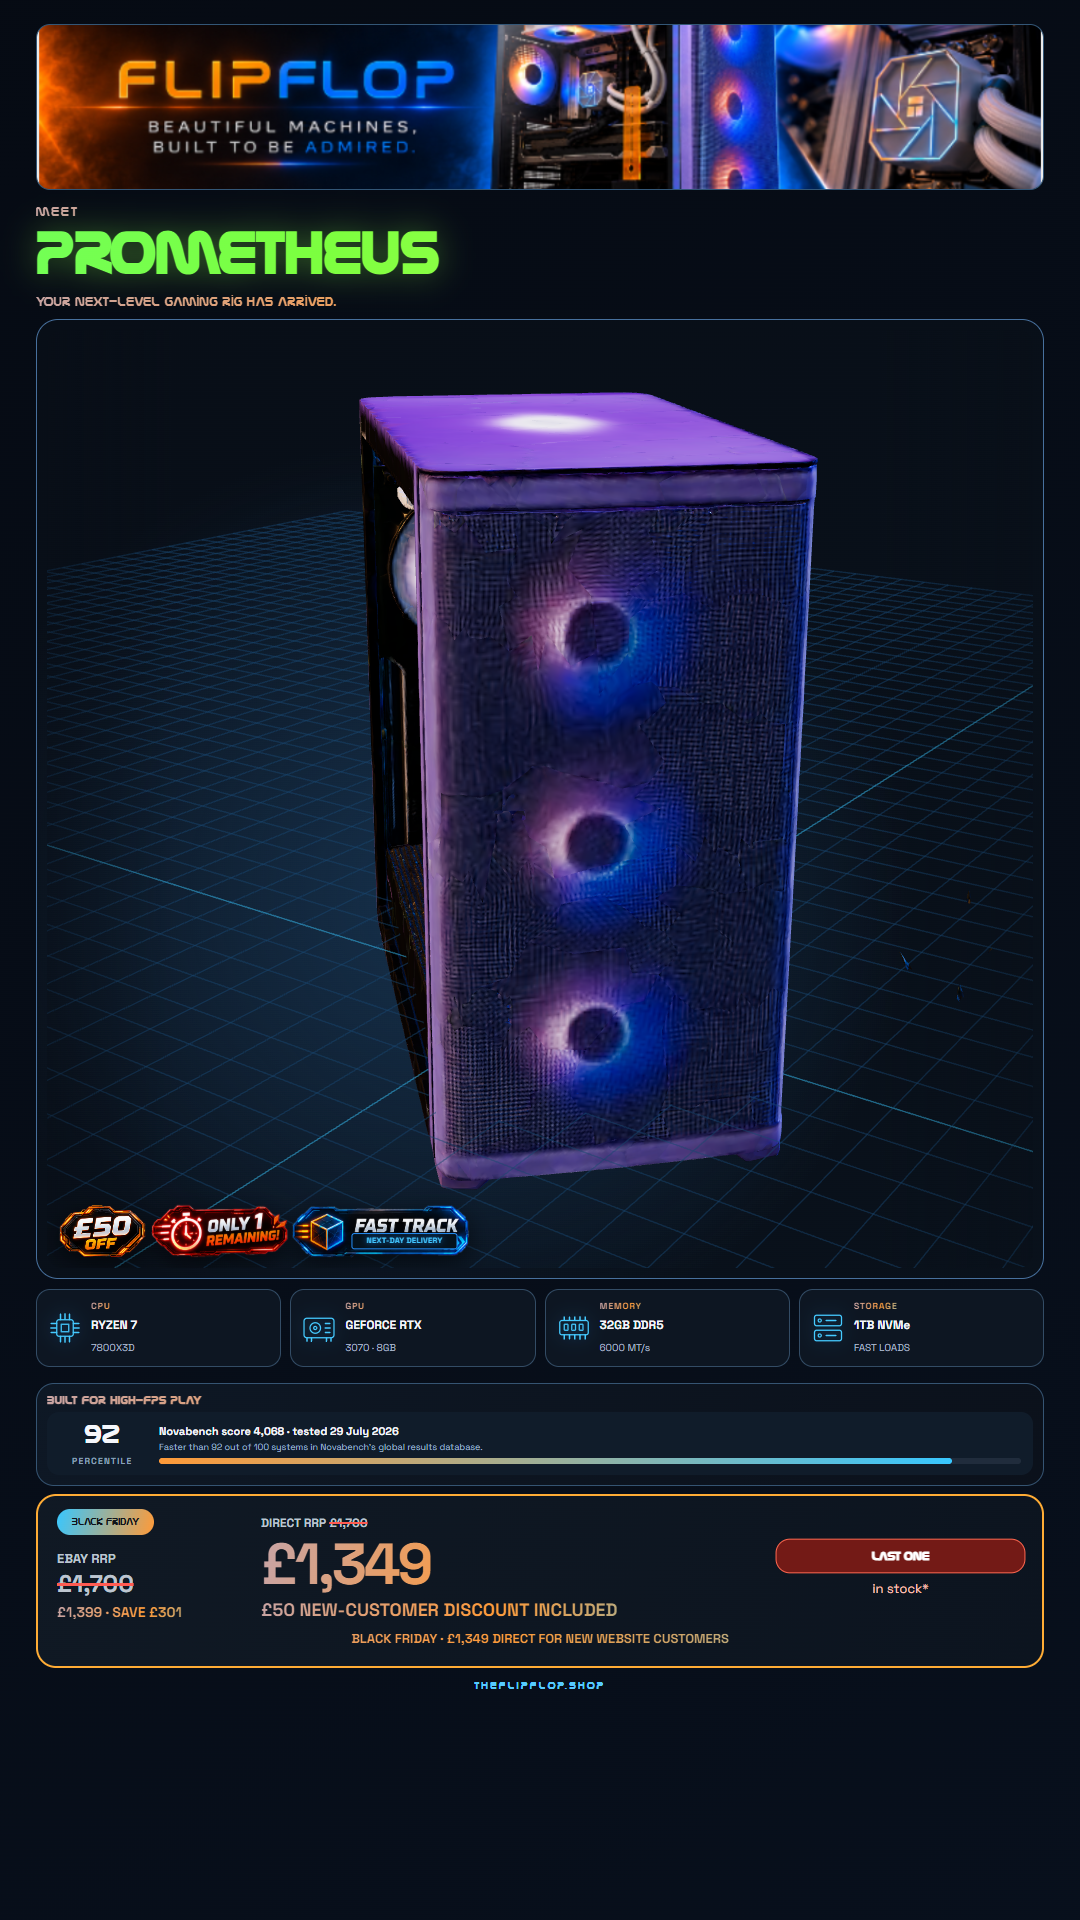 FLIPFLOP
BEAUTIFUL MACHINES,
BUILT TO BE ADMIRED.
MEET
PROMETHEUS
YOUR NEXT-LEVEL GAMING RIG HAS ARRIVED.
£50
OFF
ONLY 1
REMAINING!
FAST TRACK
NEXT-DAY DELIVERY
CPU
RYZEN 7
7800X3D
GPU
GEFORCE RTX
3070 · 8GB
MEMORY
32GB DDR5
6000 MT/s
STORAGE
1TB NVMe
FAST LOADS
BUILT FOR HIGH-FPS PLAY
92
PERCENTILE
Novabench score 4,068 · tested 29 July 2026
Faster than 92 out of 100 systems in Novabench's global results database.
BLACK FRIDAY
EBAY RRP
£1,700
£1,399 · SAVE £301
DIRECT RRP £1,700
£1,349
£50 NEW-CUSTOMER DISCOUNT INCLUDED
BLACK FRIDAY · £1,349 DIRECT FOR NEW WEBSITE CUSTOMERS
LAST ONE
in stock*
THEFLIPFLOP.SHOP